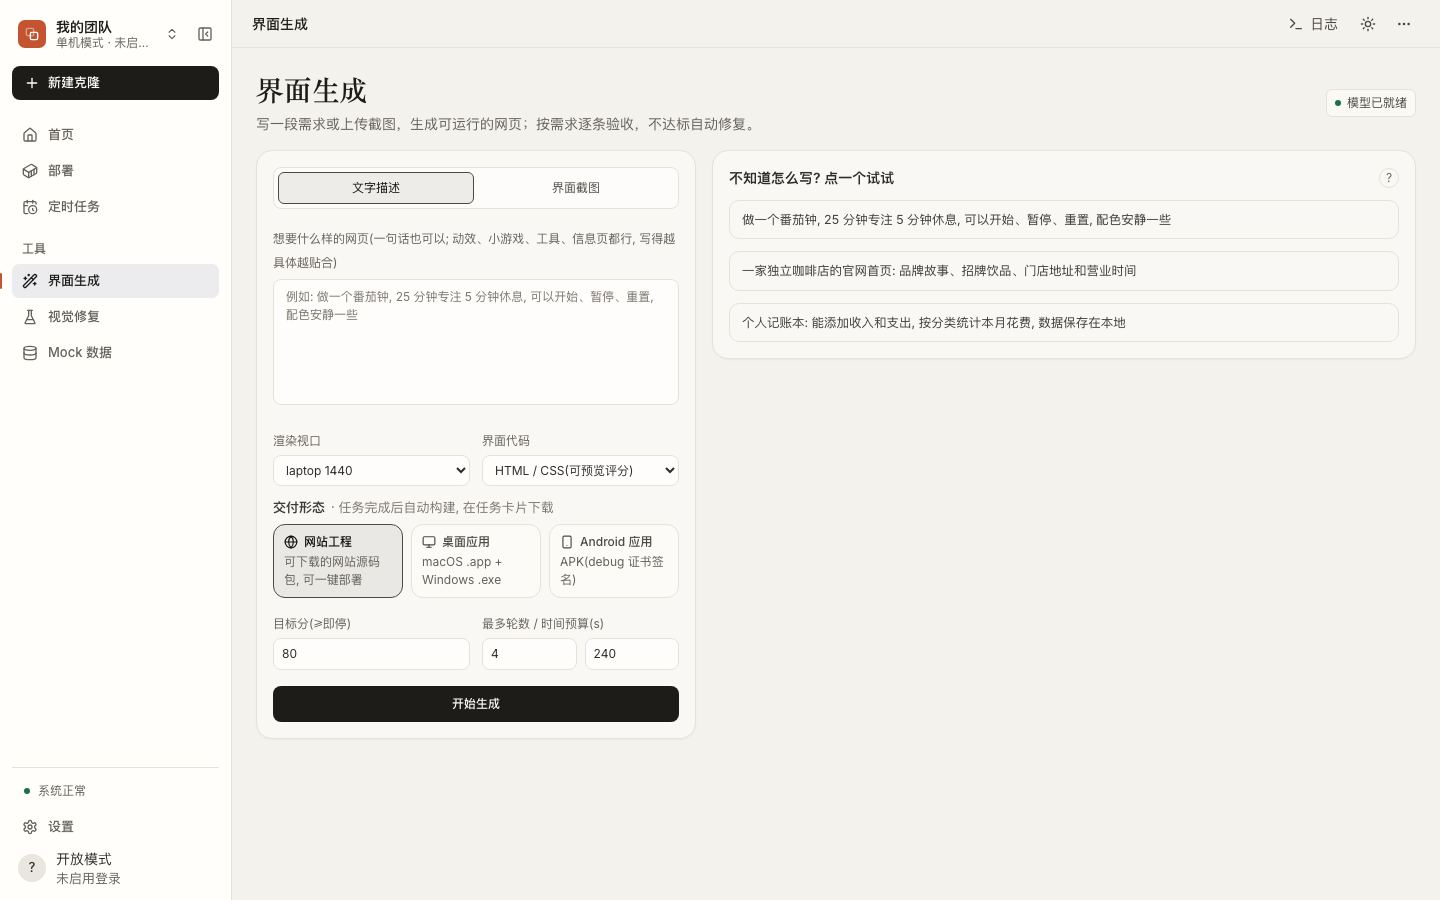 我的团队
单机模式 · 未启...
新建克隆
首页
部署
定时任务
工具
界面生成
视觉修复
Mock 数据
系统正常
设置
?
开放模式
未启用登录
界面生成
日志
界面生成
写一段需求或上传截图，生成可运行的网页；按需求逐条验收，不达标自动修复。
模型已就绪
文字描述
界面截图
想要什么样的网页(一句话也可以; 动效、小游戏、工具、信息页都行, 写得越
具体越贴合)
例如: 做一个番茄钟, 25 分钟专注 5 分钟休息, 可以开始、暂停、重置,
配色安静一些
渲染视口
界面代码
laptop 1440
HTML / CSS(可预览评分)
交付形态 · 任务完成后自动构建, 在任务卡片下载
网站工程
可下载的网站源码
包, 可一键部署
桌面应用
macOS .app +
Windows .exe
Android 应用
APK(debug 证书签
名)
目标分(≥即停)
最多轮数 / 时间预算(s)
80
4
240
开始生成
不知道怎么写? 点一个试试
?
做一个番茄钟, 25 分钟专注 5 分钟休息, 可以开始、暂停、重置, 配色安静一些
一家独立咖啡店的官网首页: 品牌故事、招牌饮品、门店地址和营业时间
个人记账本: 能添加收入和支出, 按分类统计本月花费, 数据保存在本地